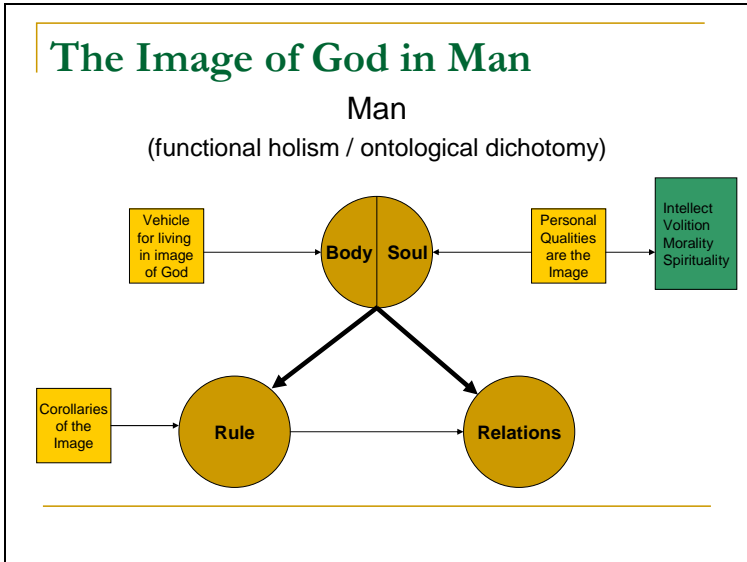 The Image of God in Man
Man
(functional holism / ontological dichotomy)
Vehicle
for living
in image
of God
Body
Soul
Personal
Qualities
are the
Image
Intellect
Volition
Morality
Spirituality
Corollaries
of the
Image
Rule
Relations